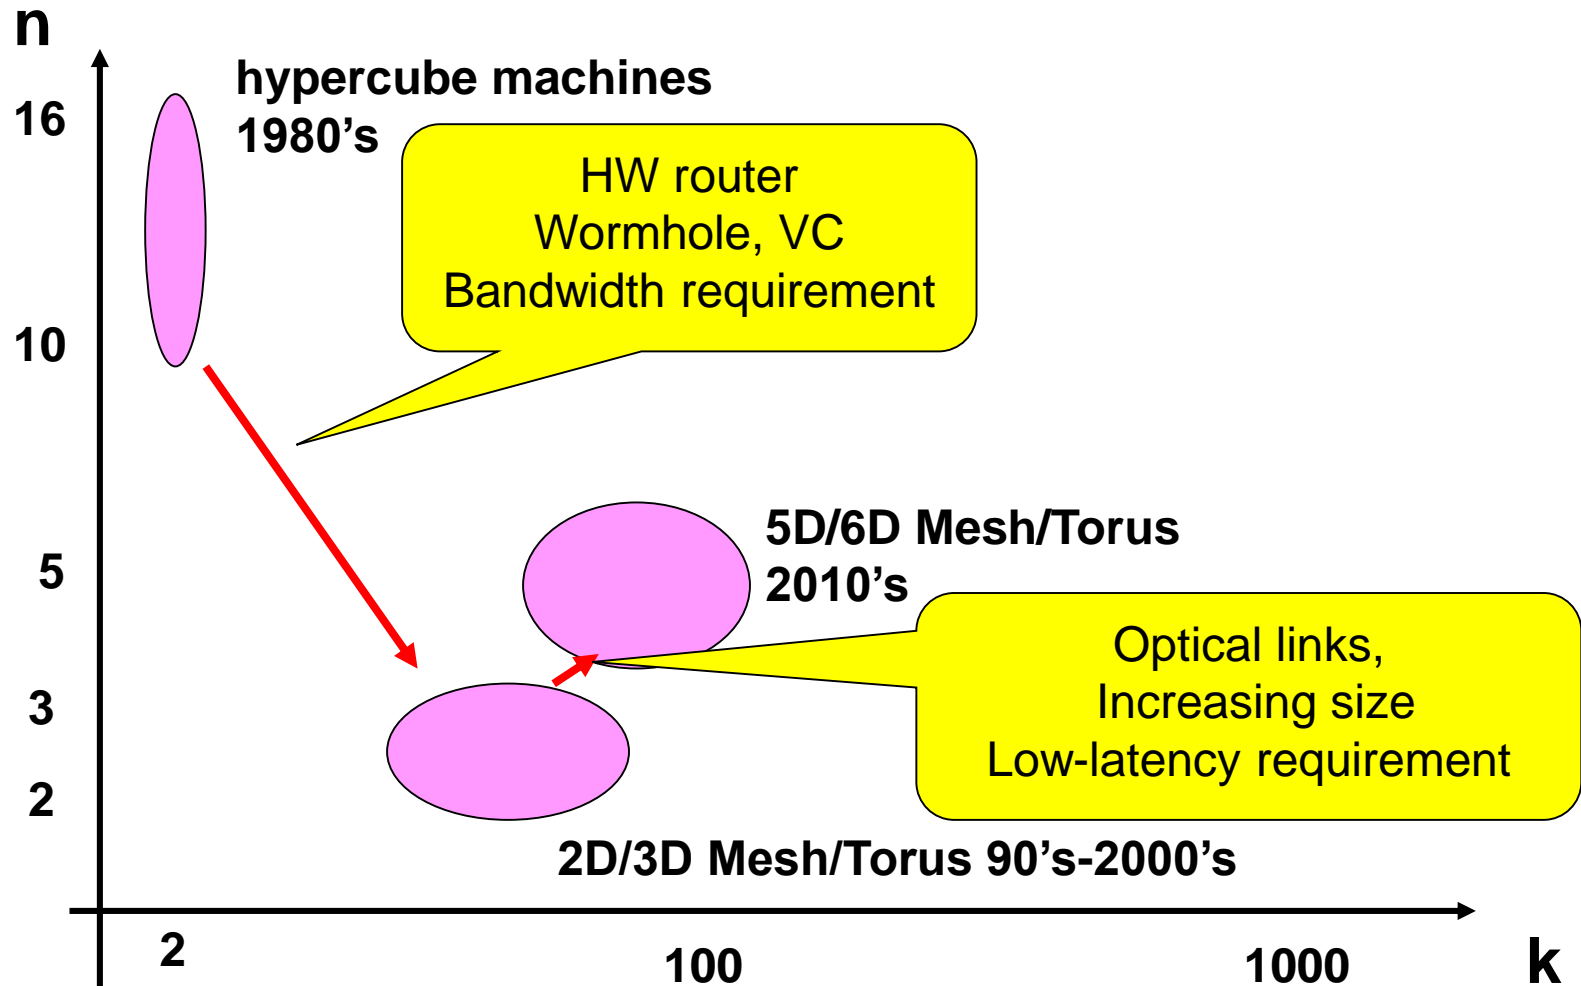 n
hypercube machines
1980’s
16
HW router
Wormhole, VC
Bandwidth requirement
10
5D/6D Mesh/Torus
2010’s
5
Optical links,
Increasing size
Low-latency requirement
3
2
2D/3D Mesh/Torus 90’s-2000’s
2
100
1000
k